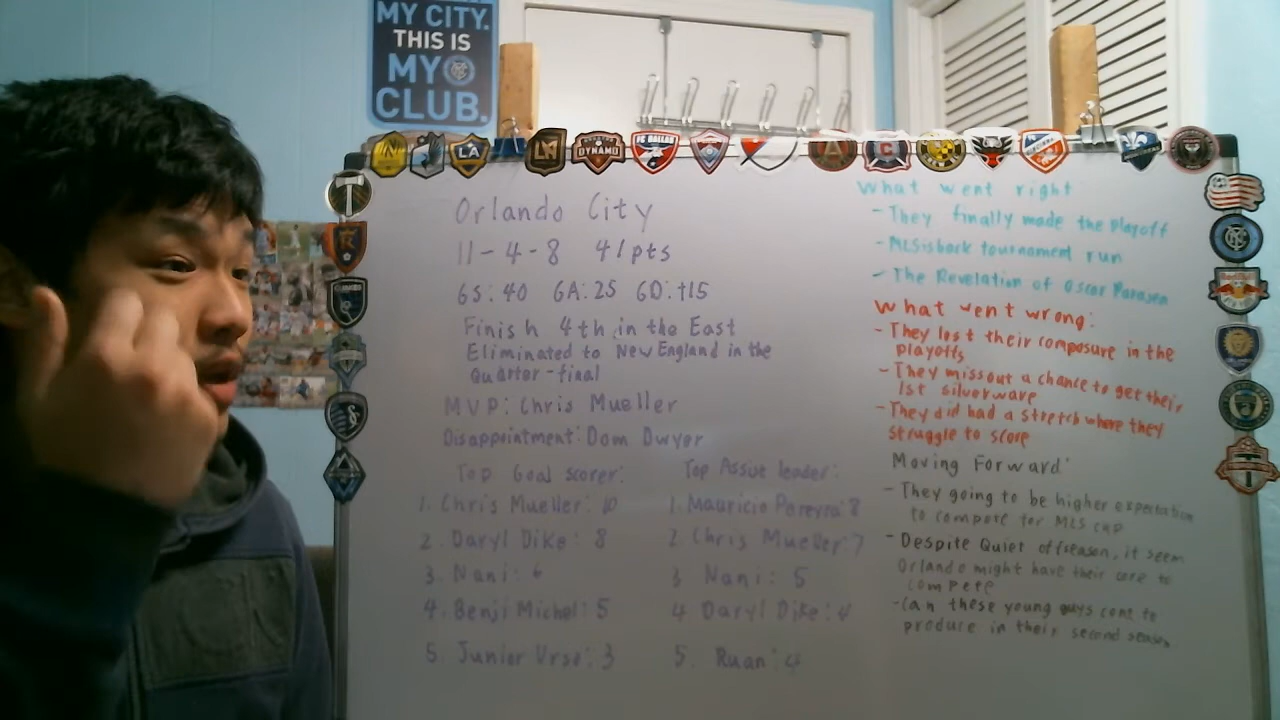 MY CITY.
THIS IS
MY
CLUB.
LA
DYNAMO
FC DALLAS
Orlando City
11-4-8 41pts
GS: 40 GA: 25 GD: +15
Finish 4th in the East
Eliminated to New England in the
Quarter-final
MVP: Chris Mueller
Disappointment: Dom Dwyer
Top Goal scorer:
1. Chris Mueller: 10
2. Daryl Dike: 8
3. Nani: 6
4. Benji Michel: 5
5 Junior Urso: 3
Top Assive leader:
1. Mauricio Pereyra: 8
2 Chris Mueller: 7
3 Nani: 5
4 Daryl Dike: 4
5. Ruan: 4
What went right
- They finally made the Playoff
- MLSisback tournament run
- The Revelation of Oscar Pareja
What went wrong:
- They lost their composure in the
playoffs
- They missout a chance to get their
1st silverware
- They did had a stretch where they
struggle to score
Moving Forward:
- They going to be higher expectation
to compete for MLS cup
- Despite Quiet offseason, it seem
Orlando might have their core to
compete
- Can these young guys cont to
produce in their second season